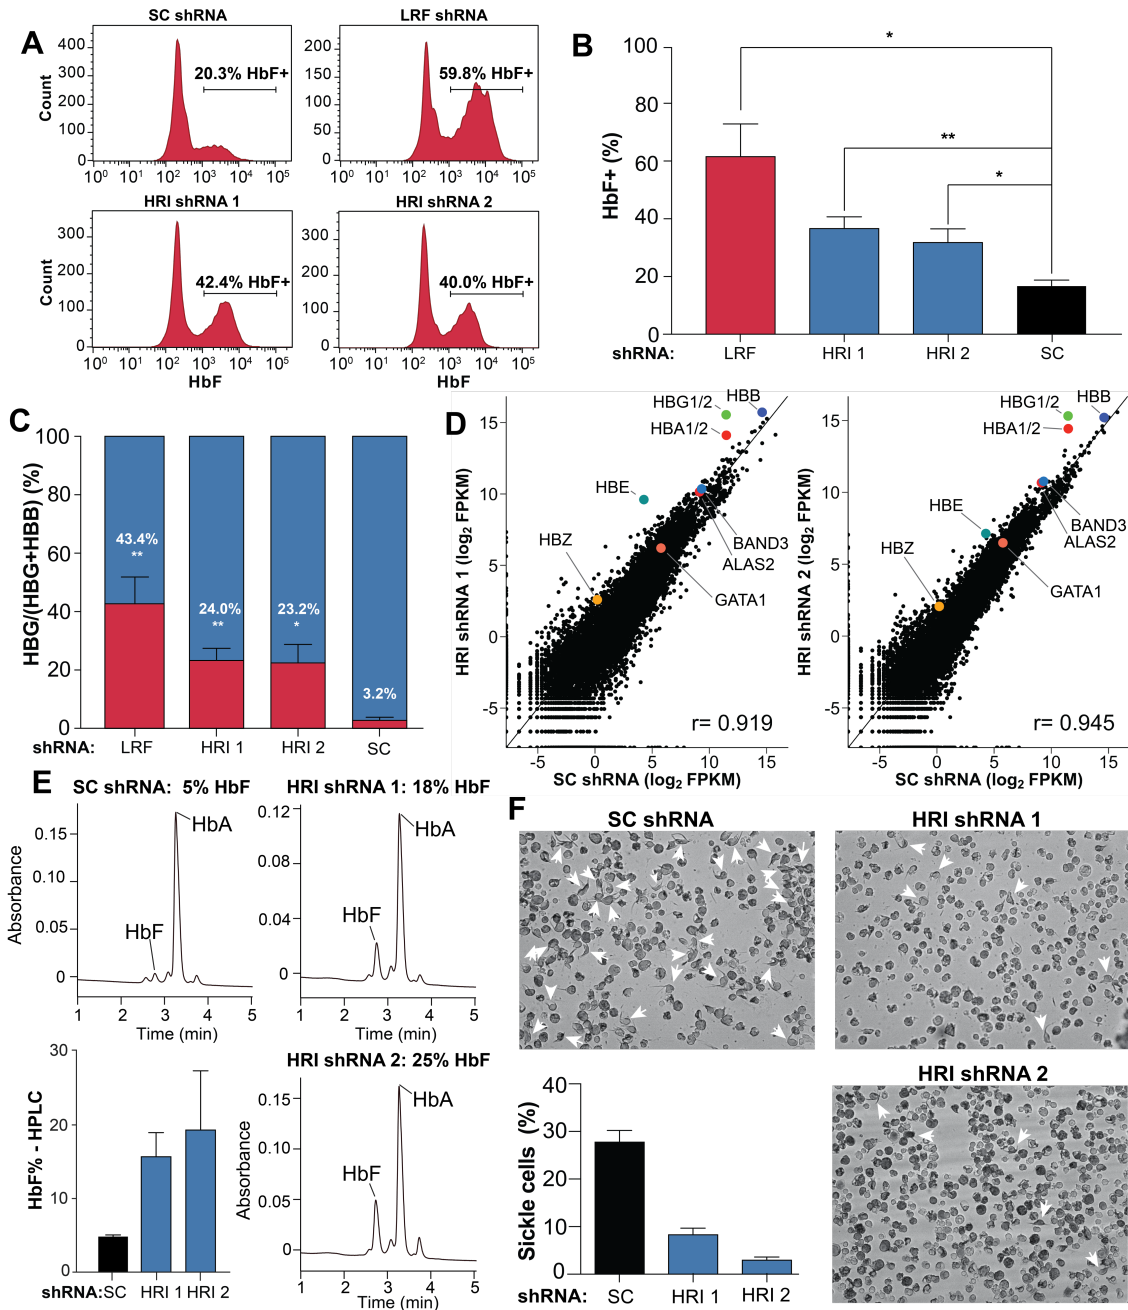 A
SC shRNA
LRF shRNA
Count
400
300
200
100
0
20.3% HbF+
10⁰ 10¹ 10² 10³ 10⁴ 10⁵
200
150
100
50
0
59.8% HbF+
10⁰ 10¹ 10² 10³ 10⁴ 10⁵
HRI shRNA 1
HRI shRNA 2
Count
300
200
100
0
42.4% HbF+
10⁰ 10¹ 10² 10³ 10⁴ 10⁵
HbF
300
200
100
0
40.0% HbF+
10⁰ 10¹ 10² 10³ 10⁴ 10⁵
HbF
B
HbF+ (%)
100
80
60
40
20
0
*
**
*
shRNA: LRF HRI 1 HRI 2 SC
C
HBG/(HBG+HBB) (%)
100
80
60
40
20
0
43.4%
**
24.0%
**
23.2%
*
3.2%
shRNA: LRF HRI 1 HRI 2 SC
D
HRI shRNA 1 (log₂ FPKM)
15
10
5
0
-5
HBG1/2
HBB
HBA1/2
HBE
HBZ
BAND3
ALAS2
GATA1
r= 0.919
-5 0 5 10 15
SC shRNA (log₂ FPKM)
HRI shRNA 2 (log₂ FPKM)
15
10
5
0
-5
HBG1/2
HBB
HBA1/2
HBE
HBZ
BAND3
ALAS2
GATA1
r= 0.945
-5 0 5 10 15
SC shRNA (log₂ FPKM)
E
SC shRNA: 5% HbF
Absorbance
0.15
0.10
0.05
0
HbA
HbF
1 2 3 4 5
Time (min)
HRI shRNA 1: 18% HbF
0.12
0.08
0.04
0
HbA
HbF
1 2 3 4 5
Time (min)
HbF% - HPLC
30
20
10
0
shRNA: SC HRI 1 HRI 2
HRI shRNA 2: 25% HbF
Absorbance
0.15
0.10
0.05
0
HbA
HbF
1 2 3 4 5
Time (min)
F
SC shRNA
HRI shRNA 1
HRI shRNA 2
Sickle cells (%)
40
30
20
10
0
shRNA: SC HRI 1 HRI 2